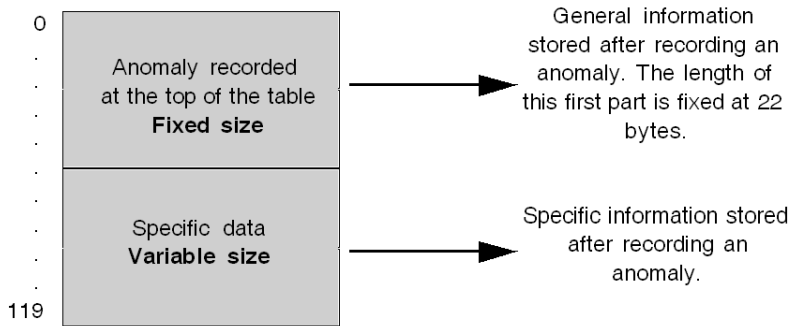 0
Anomaly recorded
at the top of the table
Fixed size
General information
stored after recording an
anomaly. The length of
this first part is fixed at 22
bytes.
Specific data
Variable size
Specific information stored
after recording an
anomaly.
119